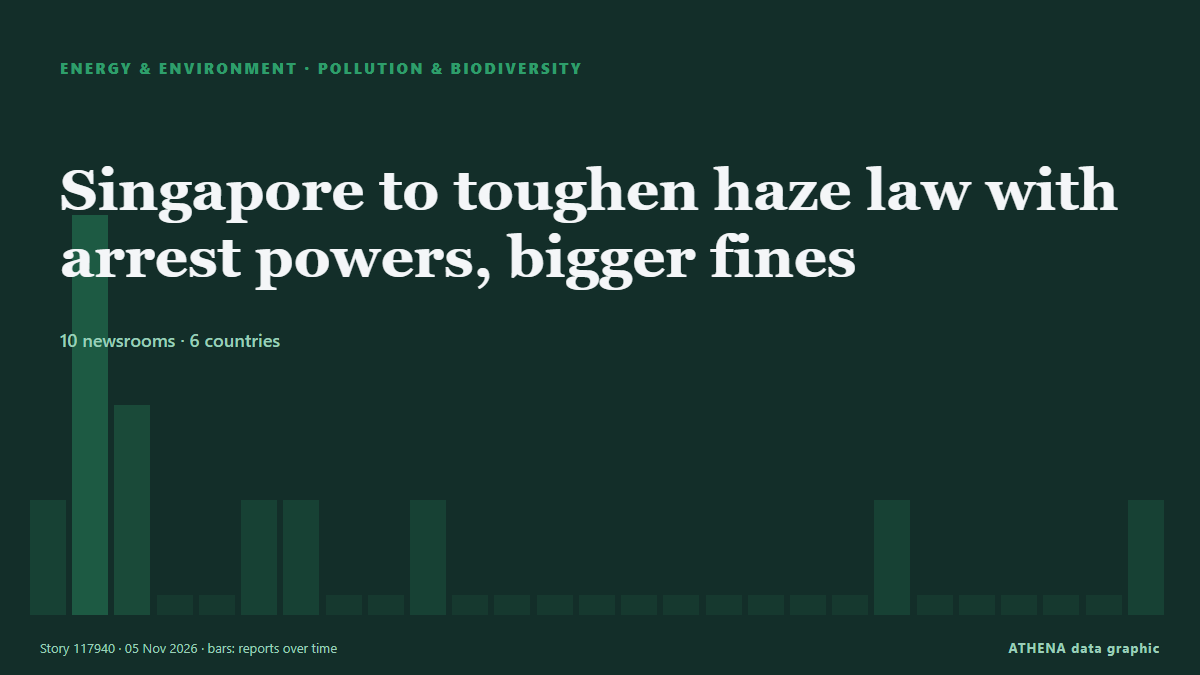 ENERGY & ENVIRONMENT · POLLUTION & BIODIVERSITY
Singapore to toughen haze law with
arrest powers, bigger fines
10 newsrooms · 6 countries
Story 117940 · 05 Nov 2026 · bars: reports over time
ATHENA data graphic